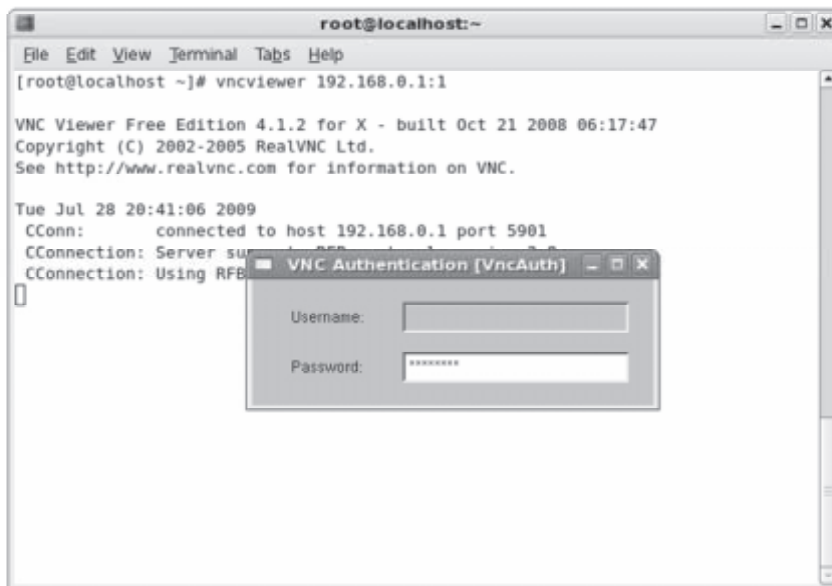 root@localhost:~
File Edit View Terminal Tabs Help
[root@localhost ~]# vncviewer 192.168.0.1:1
VNC Viewer Free Edition 4.1.2 for X - built Oct 21 2008 06:17:47
Copyright (C) 2002-2005 RealVNC Ltd.
See http://www.realvnc.com for information on VNC.
Tue Jul 28 20:41:06 2009
CConn: connected to host 192.168.0.1 port 5901
CConnection: Server
CConnection: Using RFB
VNC Authentication [VncAuth]
Username:
Password: ********